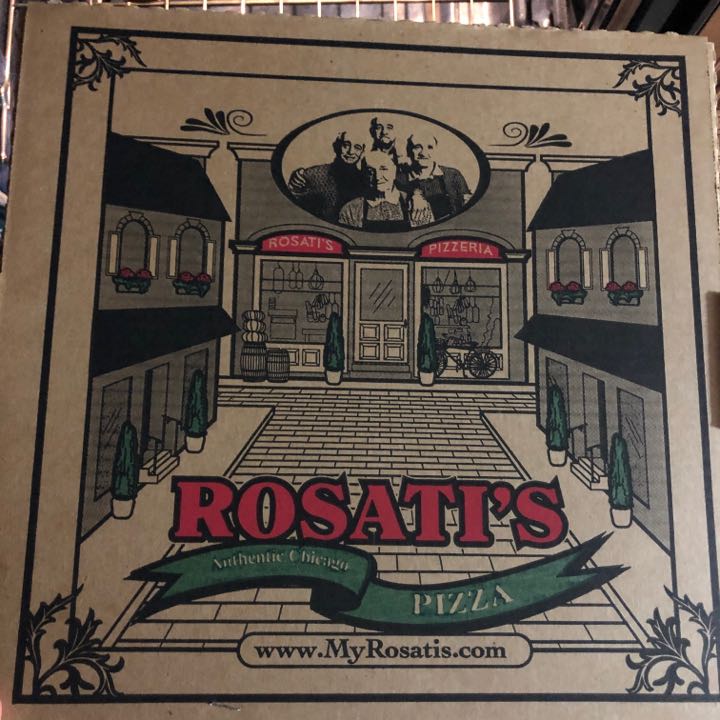 ROSATI'S PIZZERIA
ROSATI'S
Authentic Chicago
PIZZA
www.MyRosatis.com